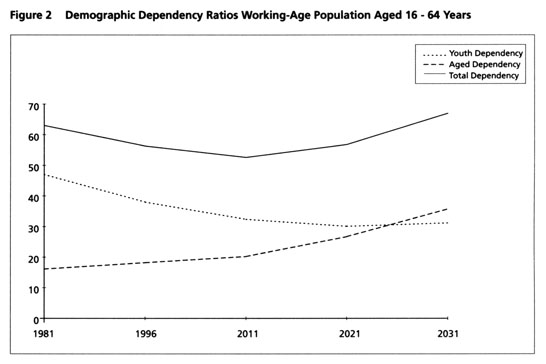 Figure 2 Demographic Dependency Ratios Working-Age Population Aged 16 - 64 Years
Youth Dependency
Aged Dependency
Total Dependency
70
60
50
40
30
20
10
0
1981 1996 2011 2021 2031